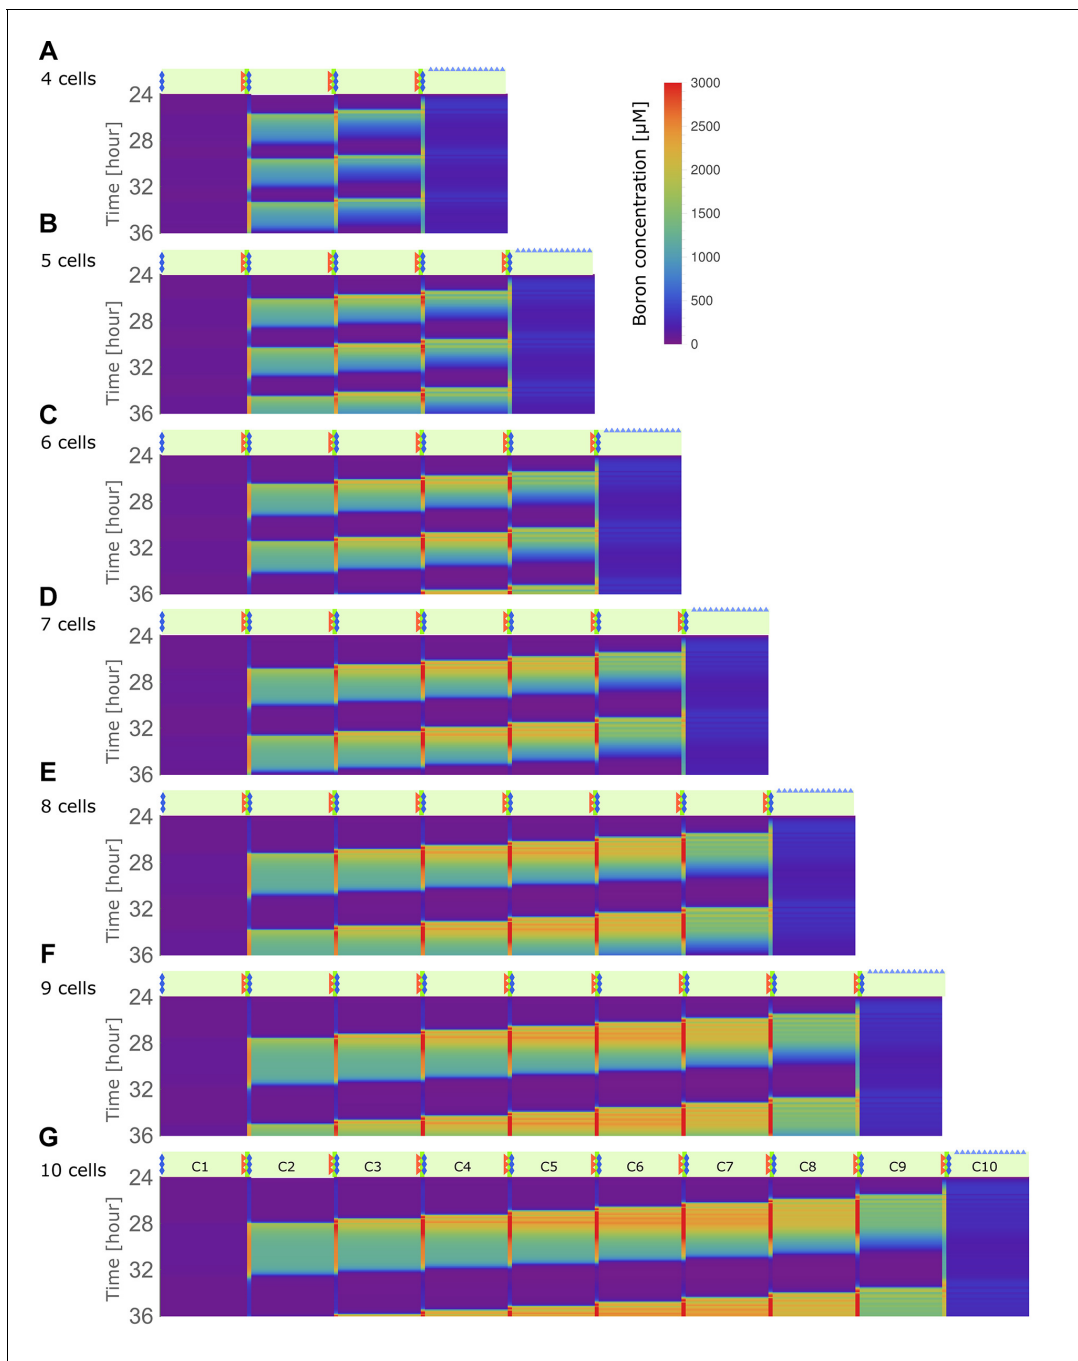 A
4 cells
24
28
32
36
Time [hour]
3000
2500
2000
1500
1000
500
0
Boron concentration [μM]
B
5 cells
24
28
32
36
Time [hour]
C
6 cells
24
28
32
36
Time [hour]
D
7 cells
24
28
32
36
Time [hour]
E
8 cells
24
28
32
36
Time [hour]
F
9 cells
24
28
32
36
Time [hour]
G
10 cells
C1 C2 C3 C4 C5 C6 C7 C8 C9 C10
24
28
32
36
Time [hour]